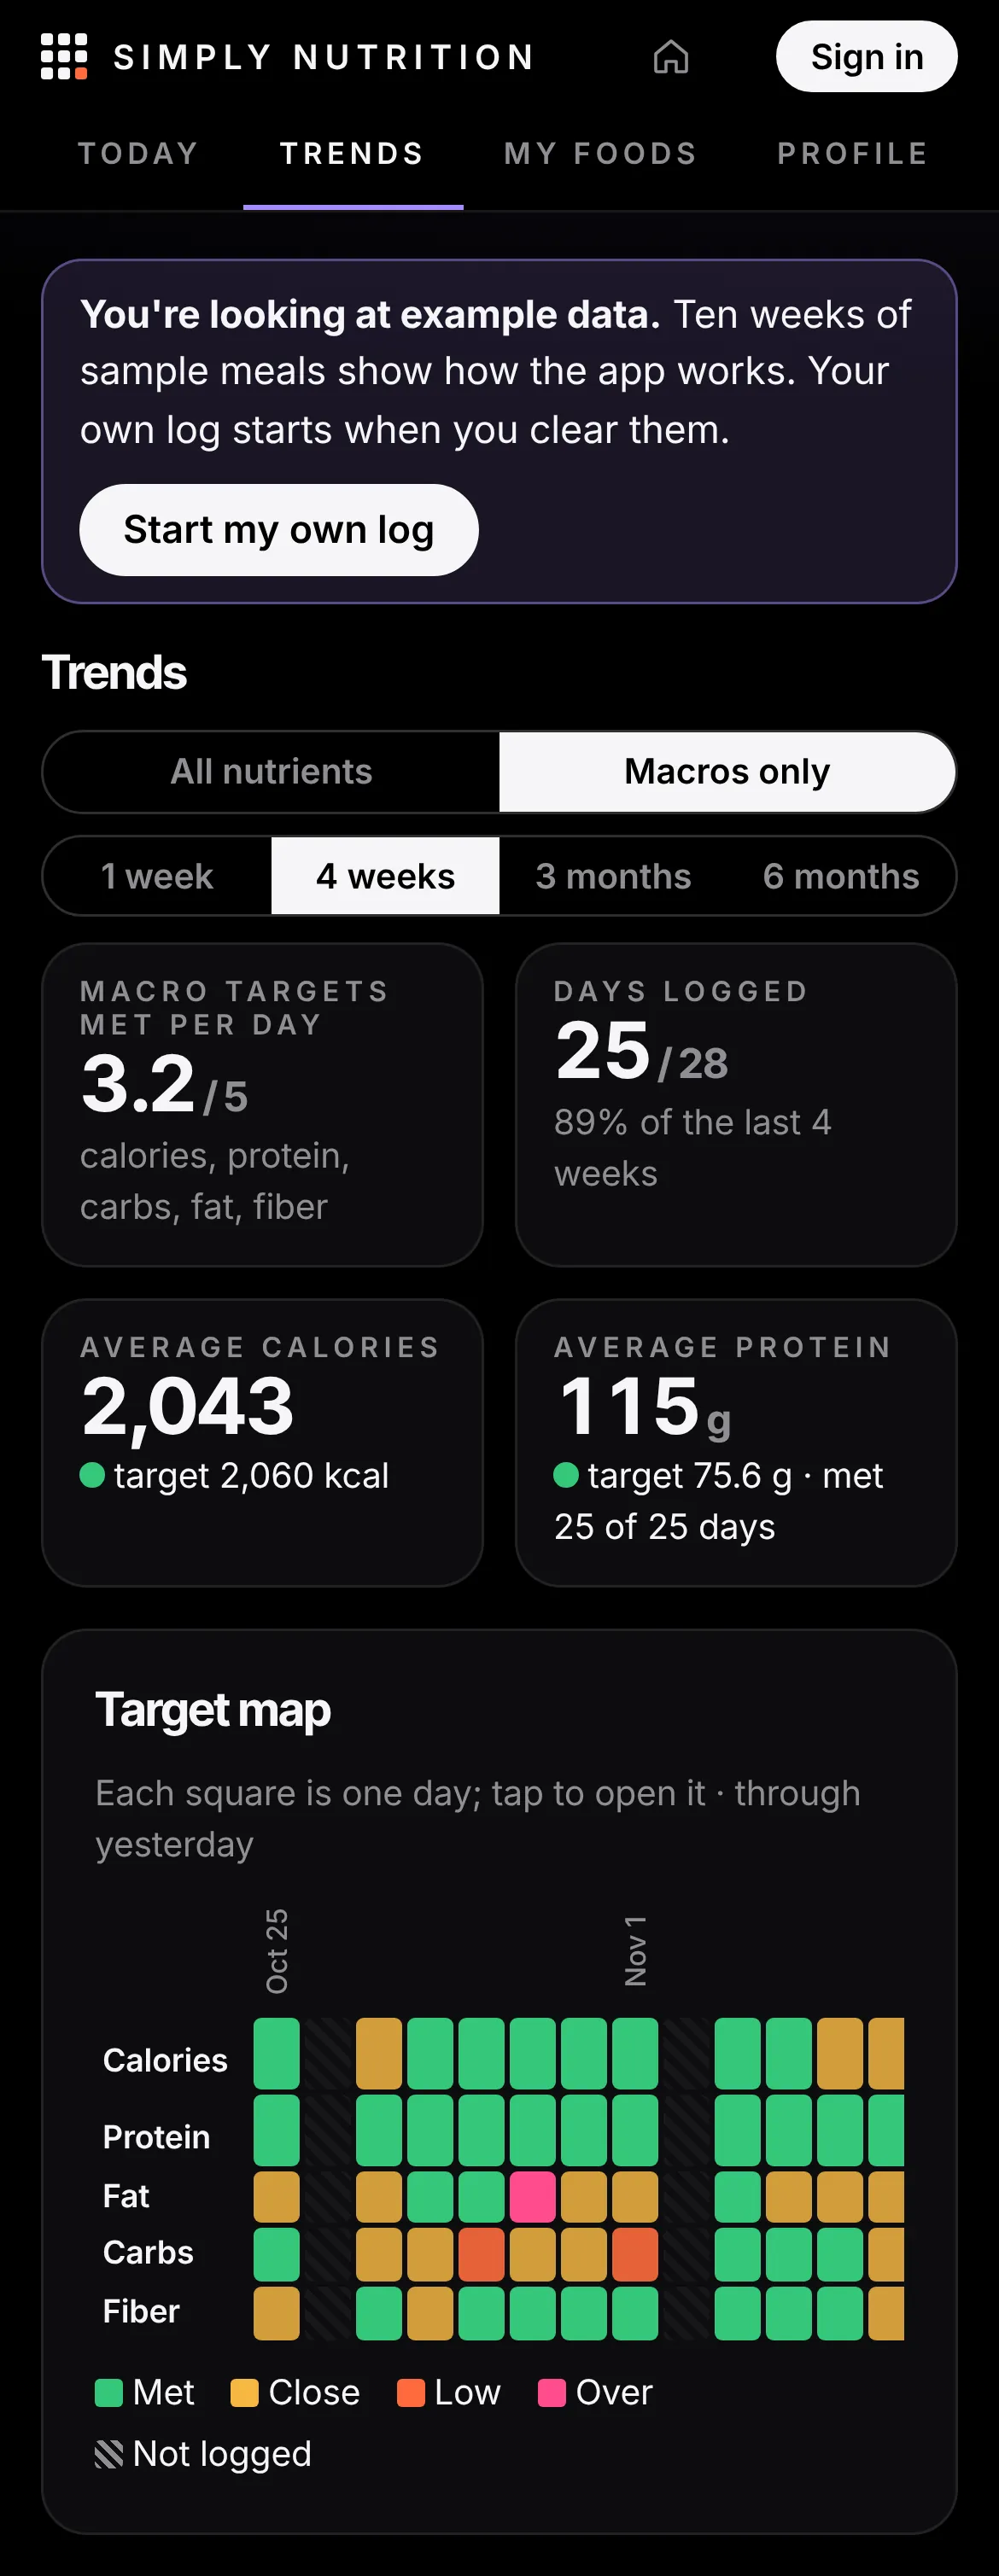 SIMPLY NUTRITION
Sign in
TODAY
TRENDS
MY FOODS
PROFILE
You're looking at example data. Ten weeks of
sample meals show how the app works. Your
own log starts when you clear them.
Start my own log
Trends
All nutrients
Macros only
1 week
4 weeks
3 months
6 months
MACRO TARGETS
MET PER DAY
3.2 / 5
calories, protein,
carbs, fat, fiber
DAYS LOGGED
25 / 28
89% of the last 4
weeks
AVERAGE CALORIES
2,043
target 2,060 kcal
AVERAGE PROTEIN
115 g
target 75.6 g · met
25 of 25 days
Target map
Each square is one day; tap to open it · through
yesterday
Oct 25
Nov 1
Calories
Protein
Fat
Carbs
Fiber
Met
Close
Low
Over
Not logged